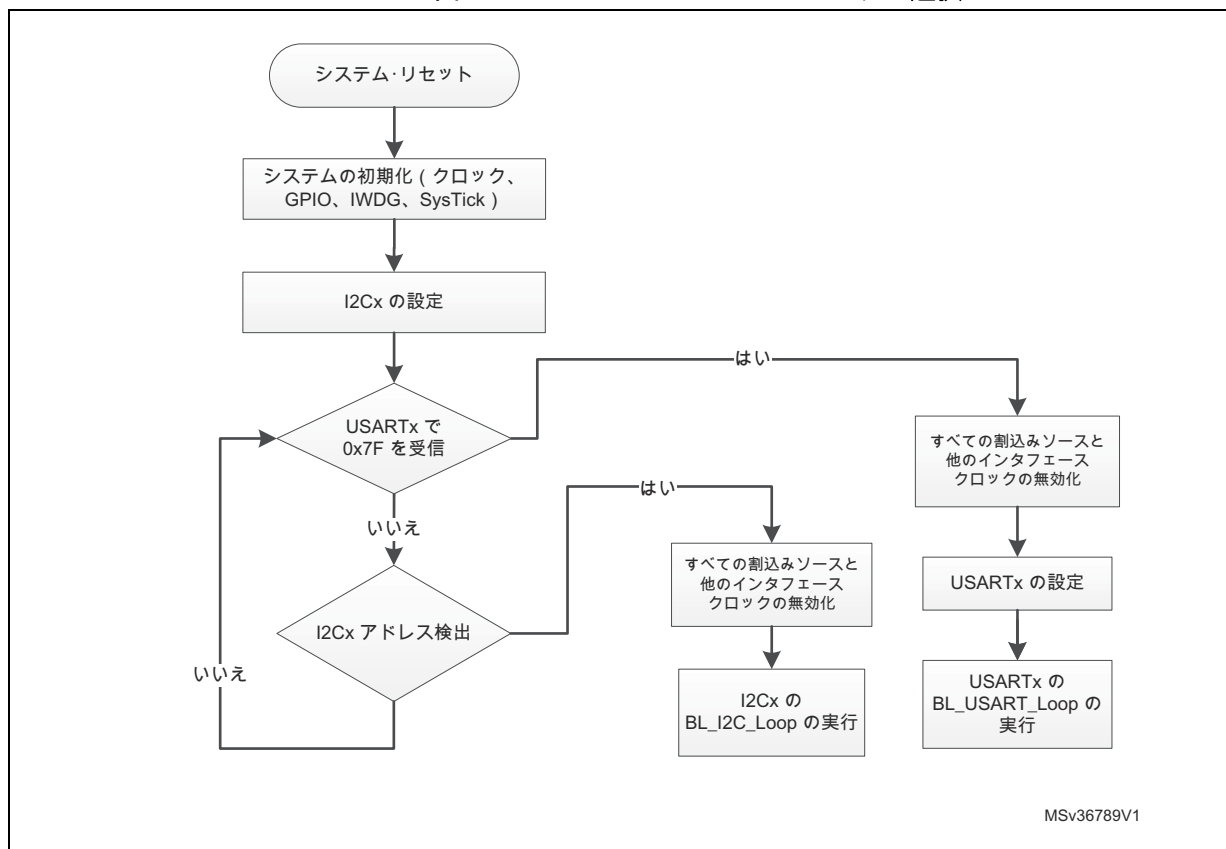 システム・リセット
システムの初期化（クロック、
GPIO、IWDG、SysTick）
I2Cx の設定
はい
USARTx で
0x7F を受信
すべての割込みソースと
他のインタフェース
クロックの無効化
はい
いいえ
すべての割込みソースと
他のインタフェース
クロックの無効化
USARTx の設定
I2Cx アドレス検出
いいえ
I2Cx の
BL_I2C_Loop の実行
USARTx の
BL_USART_Loop の
実行
MSv36789V1